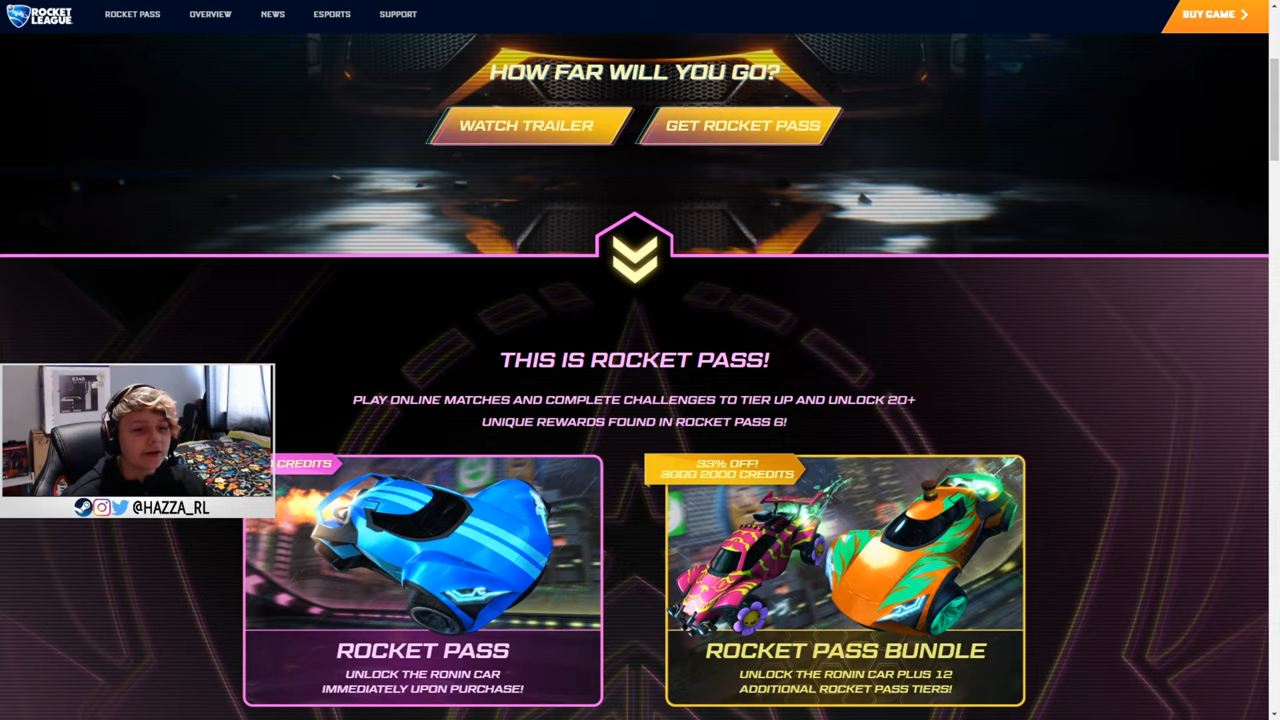 ROCKET LEAGUE
ROCKET PASS
OVERVIEW
NEWS
ESPORTS
SUPPORT
BUY GAME
HOW FAR WILL YOU GO?
WATCH TRAILER
GET ROCKET PASS
THIS IS ROCKET PASS!
PLAY ONLINE MATCHES AND COMPLETE CHALLENGES TO TIER UP AND UNLOCK 20+
UNIQUE REWARDS FOUND IN ROCKET PASS 6!
CREDITS
33% OFF!
3000 2000 CREDITS
@HAZZA_RL
ROCKET PASS
UNLOCK THE RONIN CAR
IMMEDIATELY UPON PURCHASE!
ROCKET PASS BUNDLE
UNLOCK THE RONIN CAR PLUS 12
ADDITIONAL ROCKET PASS TIERS!